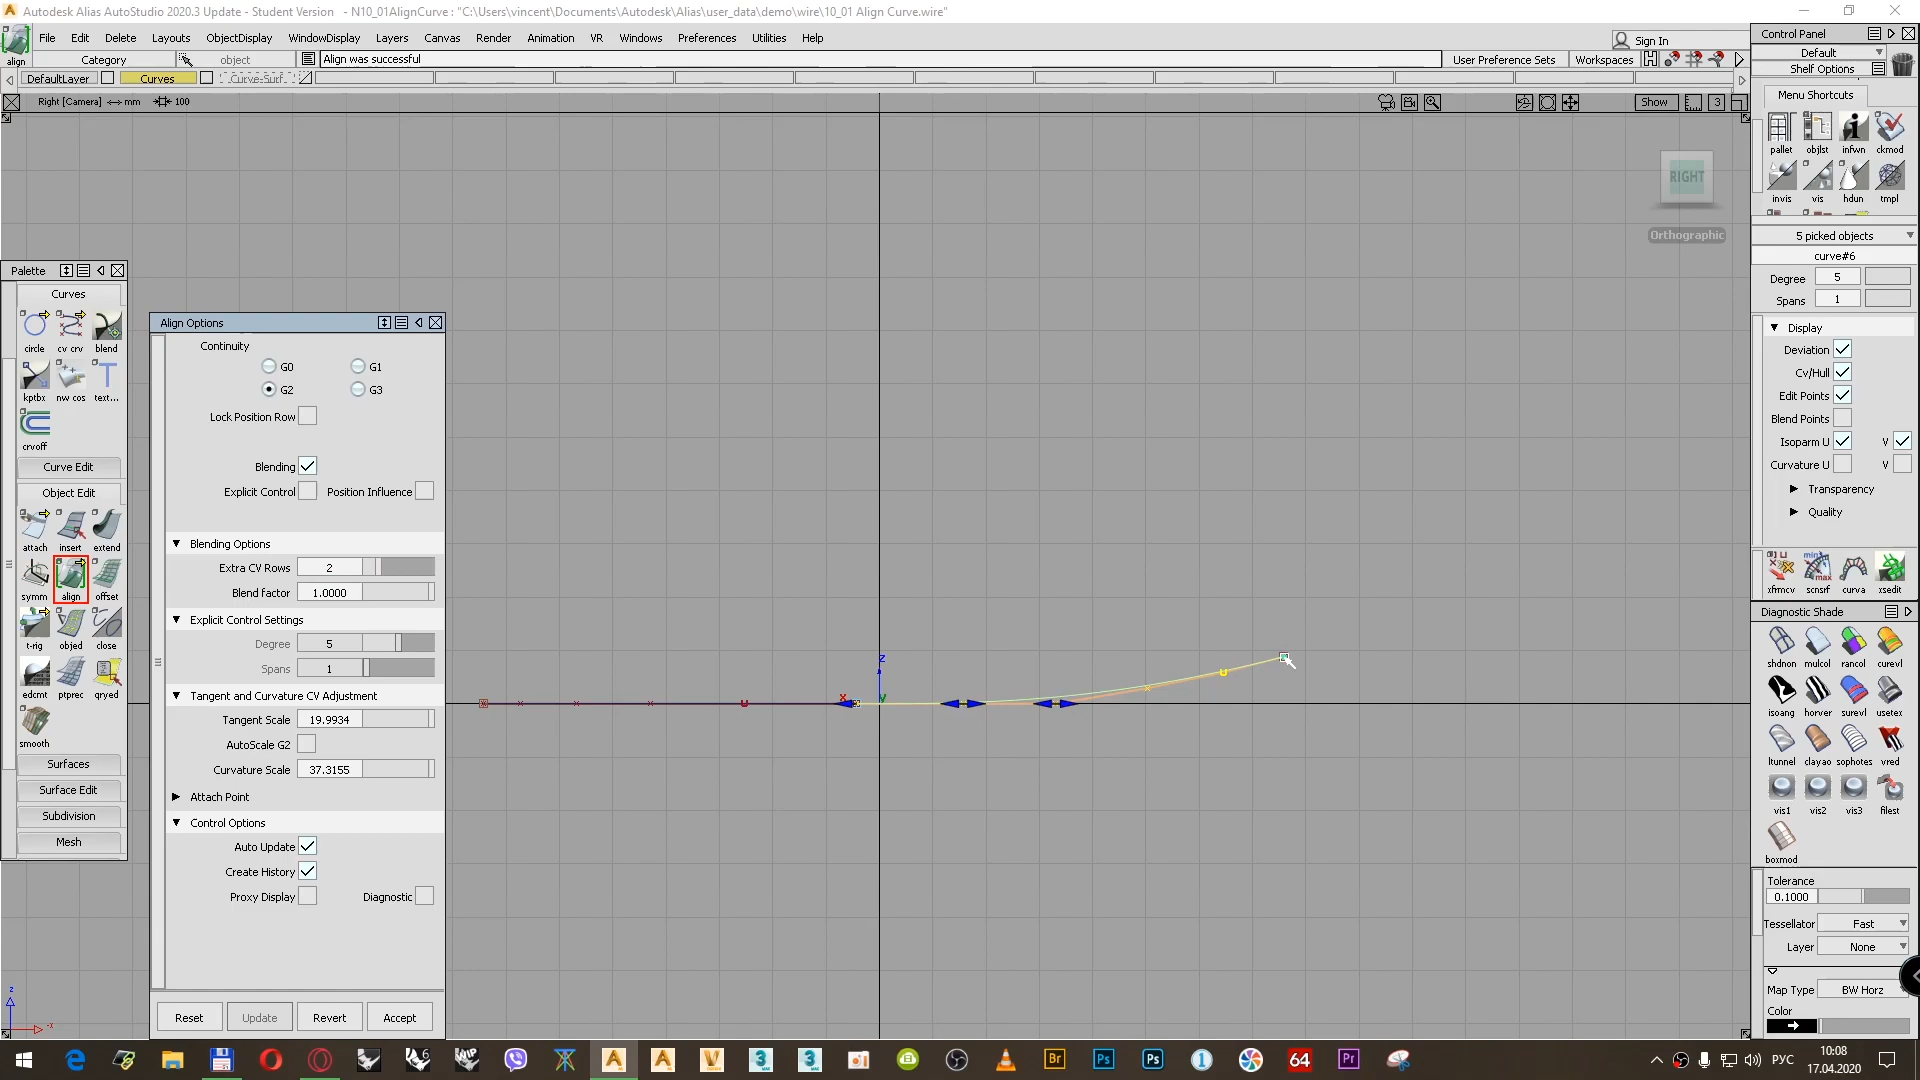 Autodesk Alias AutoStudio 2020.3 Update - Student Version - N10_01AlignCurve : "C:\Users\vincent\Documents\Autodesk\Alias\user_data\demo\wire\10_01 Align Curve.wire"
File Edit Delete Layouts ObjectDisplay WindowDisplay Layers Canvas Render Animation VR Windows Preferences Utilities Help
Sign In
align Category object Align was successful User Preference Sets Workspaces
DefaultLayer Curves Curve-Surf...
Right [Camera] mm 100 Show 3
RIGHT
Orthographic
Palette
Curves
circle cv crv blend
kptbx nw cos text...
crvoff
Curve Edit
Object Edit
attach insert extend
symm align offset
t-rig objed close
edcmt ptprec qryed
smooth
Surfaces
Surface Edit
Subdivision
Mesh
Align Options
Continuity
G0 G1
G2 G3
Lock Position Row
Blending
Explicit Control Position Influence
Blending Options
Extra CV Rows 2
Blend factor 1.0000
Explicit Control Settings
Degree 5
Spans 1
Tangent and Curvature CV Adjustment
Tangent Scale 19.9934
AutoScale G2
Curvature Scale 37.3155
Attach Point
Control Options
Auto Update
Create History
Proxy Display Diagnostic
Reset Update Revert Accept
Control Panel
Default
Shelf Options
Menu Shortcuts
pallet objlst infwn ckmod
invis vis hdun tmpl
5 picked objects
curve#6
Degree 5
Spans 1
Display
Deviation
Cv/Hull
Edit Points
Blend Points
Isoparm U V
Curvature U V
Transparency
Quality
xfrmcv scnsrf curva xsedit
Diagnostic Shade
shdnon mulcol rancol curevl
isoang horver surevl usetex
ltunnel clayao sophotes vred
vis1 vis2 vis3 filest
boxmod
Tolerance
0.1000
Tessellator Fast
Layer None
Map Type BW Horz
Color
РУС
10:08
17.04.2020